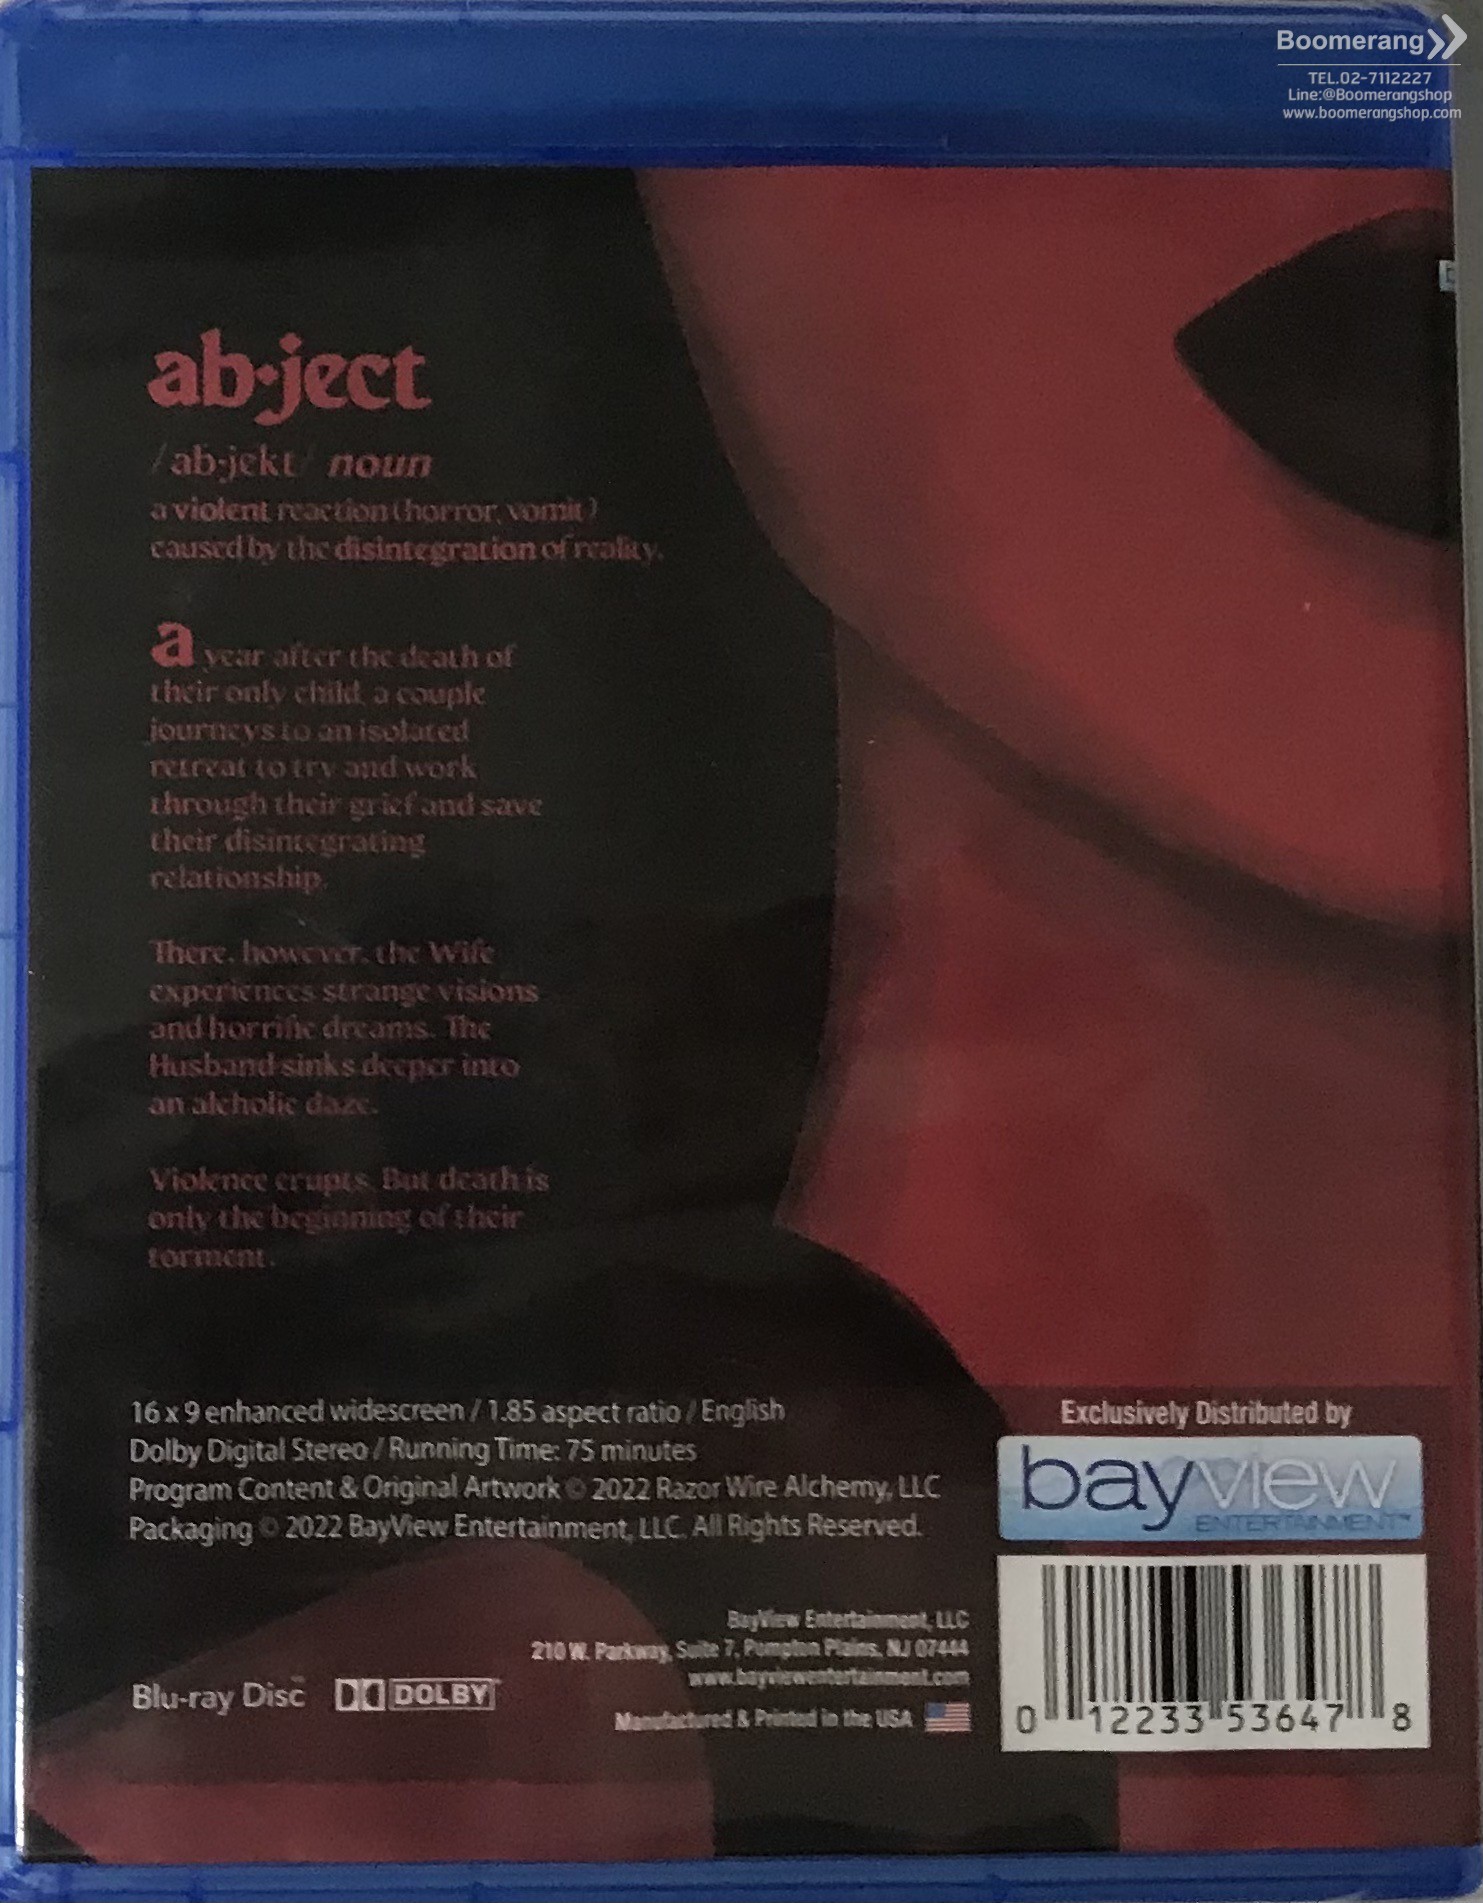 Boomerang
TEL.02-7112227
Line:@Boomerangshop
www.boomerangshop.com
ab·ject
/ab·jekt/ noun
a violent reaction (horror, vomit)
caused by the disintegration of reality.
a year after the death of
their only child, a couple
journeys to an isolated
retreat to try and work
through their grief and save
their disintegrating
relationship.
There, however, the Wife
experiences strange visions
and horrific dreams. The
Husband sinks deeper into
an alcholic daze.
Violence erupts. But death is
only the beginning of their
torment.
16 x 9 enhanced widescreen / 1.85 aspect ratio / English
Dolby Digital Stereo / Running Time: 75 minutes
Program Content & Original Artwork © 2022 Razor Wire Alchemy, LLC
Packaging © 2022 BayView Entertainment, LLC. All Rights Reserved.
Exclusively Distributed by
bayview
ENTERTAINMENT™
BayView Entertainment, LLC
210 W. Parkway, Suite 7, Pompton Plains, NJ 07444
www.bayviewentertainment.com
Manufactured & Printed in the USA
Blu-ray Disc™ DOLBY
0 12233 53647 8